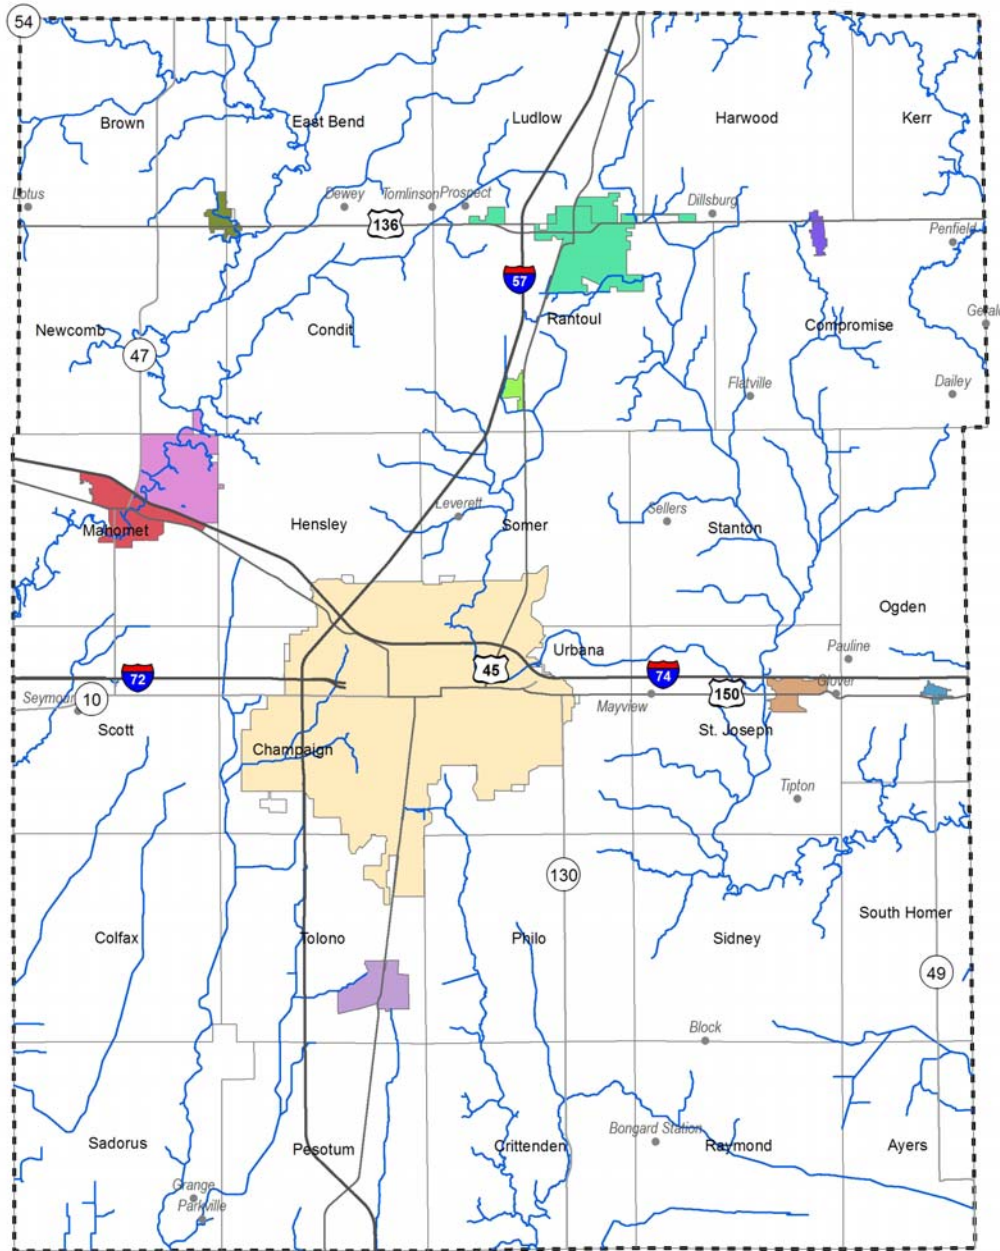 54
Brown
East Bend
Ludlow
Harwood
Kerr
Lotus
Dewey
Tomlinson
Prospect
Dillsburg
136
Penfield
57
Rantoul
Newcomb
Condit
Compromise
47
Flatville
Dailey
Leverett
Sellers
Mahomet
Hensley
Somer
Stanton
Ogden
Urbana
Pauline
45
72
74
150
Glover
Seymour
10
Mayview
Scott
St. Joseph
Champaign
Tipton
130
South Homer
Colfax
Tolono
Philo
Sidney
49
Block
Bongard Station
Sadorus
Pesotum
Crittenden
Raymond
Ayers
Grange
Parkville